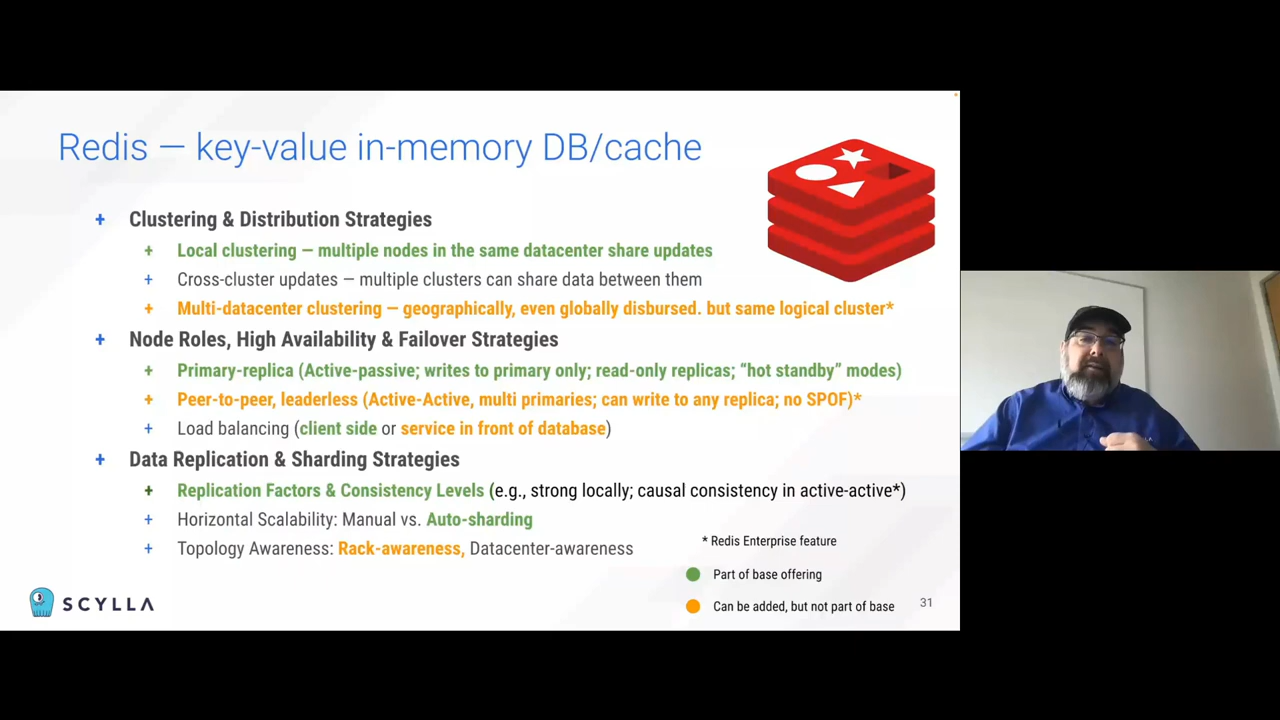 Redis — key-value in-memory DB/cache
+ Clustering & Distribution Strategies
+ Local clustering — multiple nodes in the same datacenter share updates
+ Cross-cluster updates — multiple clusters can share data between them
+ Multi-datacenter clustering — geographically, even globally disbursed. but same logical cluster*
+ Node Roles, High Availability & Failover Strategies
+ Primary-replica (Active-passive; writes to primary only; read-only replicas; “hot standby” modes)
+ Peer-to-peer, leaderless (Active-Active, multi primaries; can write to any replica; no SPOF)*
+ Load balancing (client side or service in front of database)
+ Data Replication & Sharding Strategies
+ Replication Factors & Consistency Levels (e.g., strong locally; causal consistency in active-active*)
+ Horizontal Scalability: Manual vs. Auto-sharding
+ Topology Awareness: Rack-awareness, Datacenter-awareness
* Redis Enterprise feature
Part of base offering
Can be added, but not part of base
SCYLLA
31